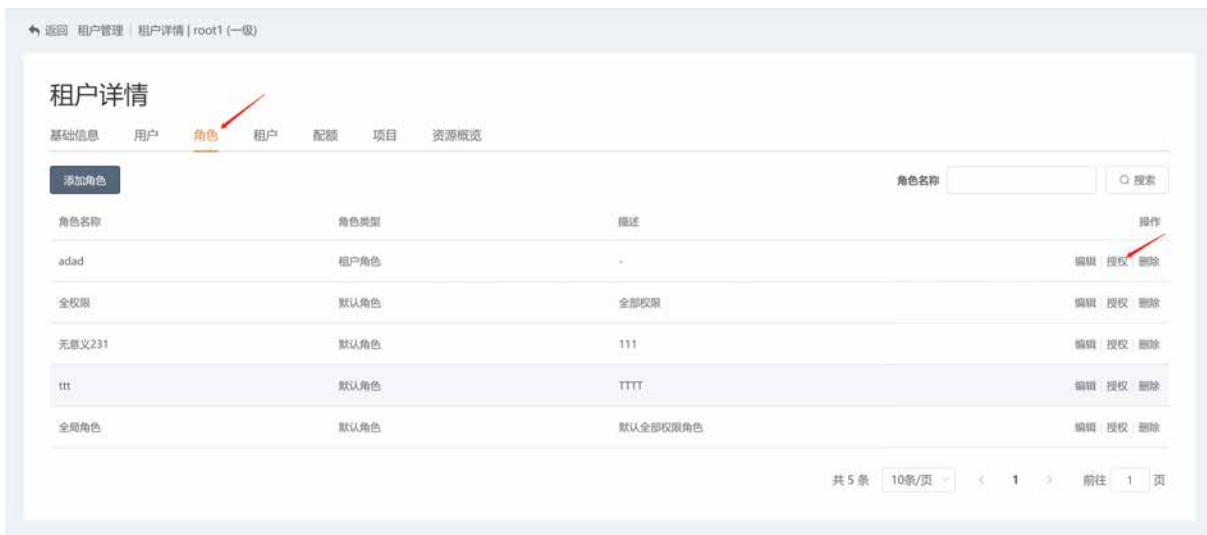 返回 租户管理 | 租户详情 | root1 (一级)
租户详情
基础信息 用户 角色 租户 配额 项目 资源概览
添加角色 角色名称 搜索
角色名称 角色类型 描述 操作
adad 租户角色 - 编辑 授权 删除
全权限 默认角色 全部权限 编辑 授权 删除
无意义231 默认角色 111 编辑 授权 删除
ttt 默认角色 TTTT 编辑 授权 删除
全局角色 默认角色 默认全部权限角色 编辑 授权 删除
共 5 条 10条/页 < 1 > 前往 1 页